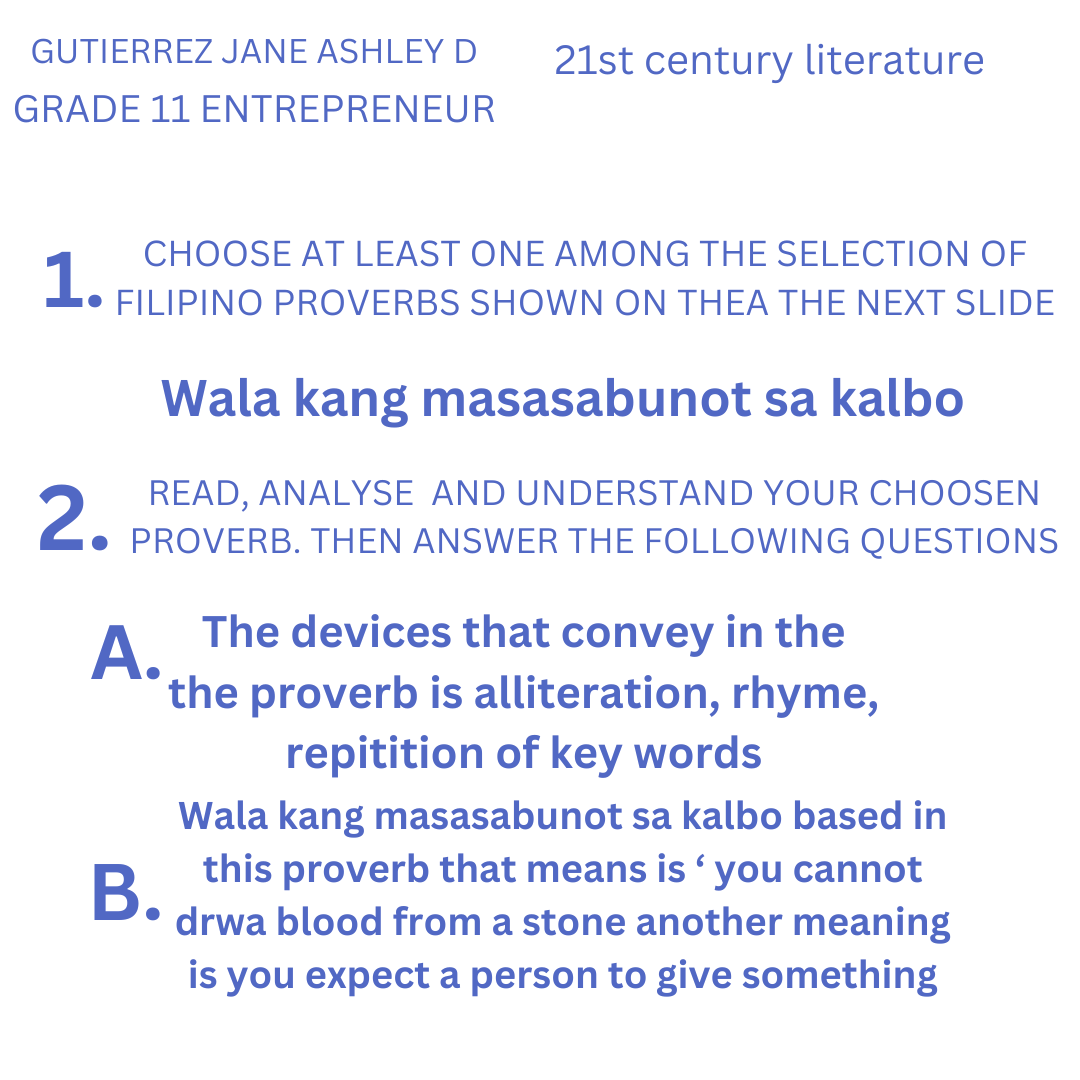 GUTIERREZ JANE ASHLEY D
GRADE 11 ENTREPRENEUR
21st century literature
1. CHOOSE AT LEAST ONE AMONG THE SELECTION OF
FILIPINO PROVERBS SHOWN ON THEA THE NEXT SLIDE
Wala kang masasabunot sa kalbo
2. READ, ANALYSE  AND UNDERSTAND YOUR CHOOSEN
PROVERB. THEN ANSWER THE FOLLOWING QUESTIONS
A. The devices that convey in the
the proverb is alliteration, rhyme,
repitition of key words
B. Wala kang masasabunot sa kalbo based in
this proverb that means is ‘ you cannot
drwa blood from a stone another meaning
is you expect a person to give something